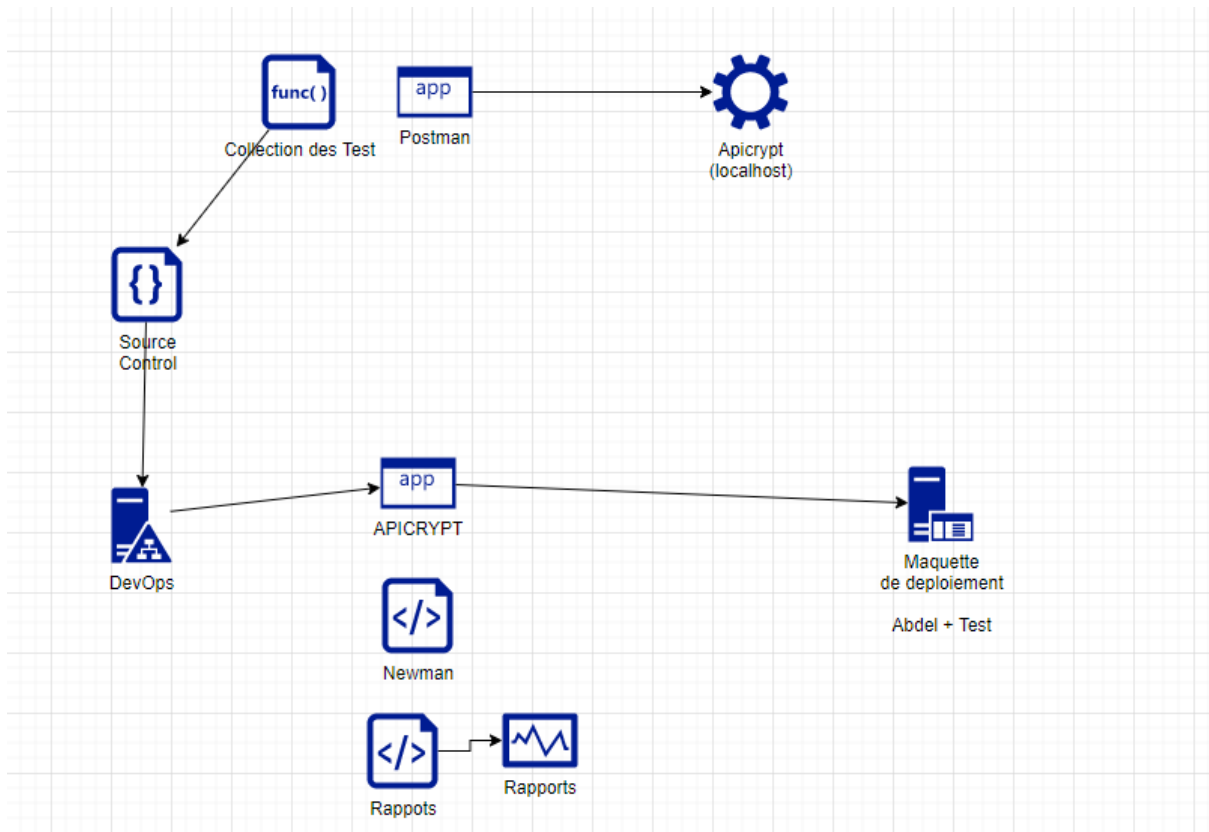 func( )
Collection des Test
app
Postman
Apicrypt
(localhost)
{}
Source
Control
DevOps
app
APICRYPT
Maquette
de deploiement
Abdel + Test
</>
Newman
</>
Rappots
Rapports